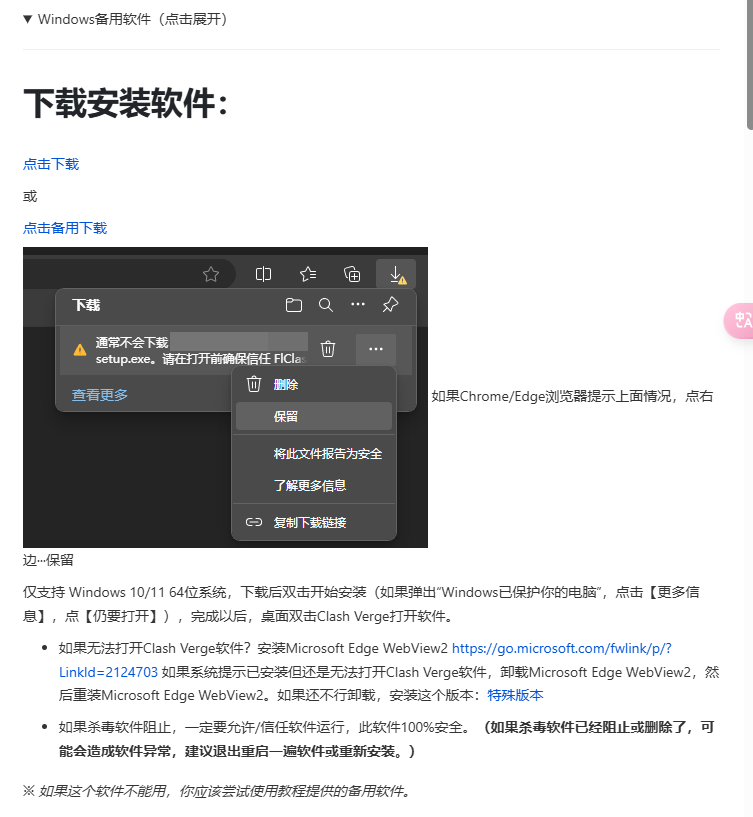 ▼ Windows备用软件（点击展开）
下载安装软件：
点击下载
或
点击备用下载
下载
通常不会下载
setup.exe。请在打开前确保信任 FlClas
查看更多
删除
保留
将此文件报告为安全
了解更多信息
复制下载链接
如果Chrome/Edge浏览器提示上面情况，点右
边···保留
仅支持 Windows 10/11 64位系统，下载后双击开始安装（如果弹出“Windows已保护你的电脑”，点击【更多信
息】，点【仍要打开】），完成以后，桌面双击Clash Verge打开软件。
• 如果无法打开Clash Verge软件？安装Microsoft Edge WebView2 https://go.microsoft.com/fwlink/p/?
LinkId=2124703 如果系统提示已安装但还是无法打开Clash Verge软件，卸载Microsoft Edge WebView2，然
后重装Microsoft Edge WebView2。如果还不行卸载，安装这个版本：特殊版本
• 如果杀毒软件阻止，一定要允许/信任软件运行，此软件100%安全。（如果杀毒软件已经阻止或删除了，可
能会造成软件异常，建议退出重启一遍软件或重新安装。）
※ 如果这个软件不能用，你应该尝试使用教程提供的备用软件。